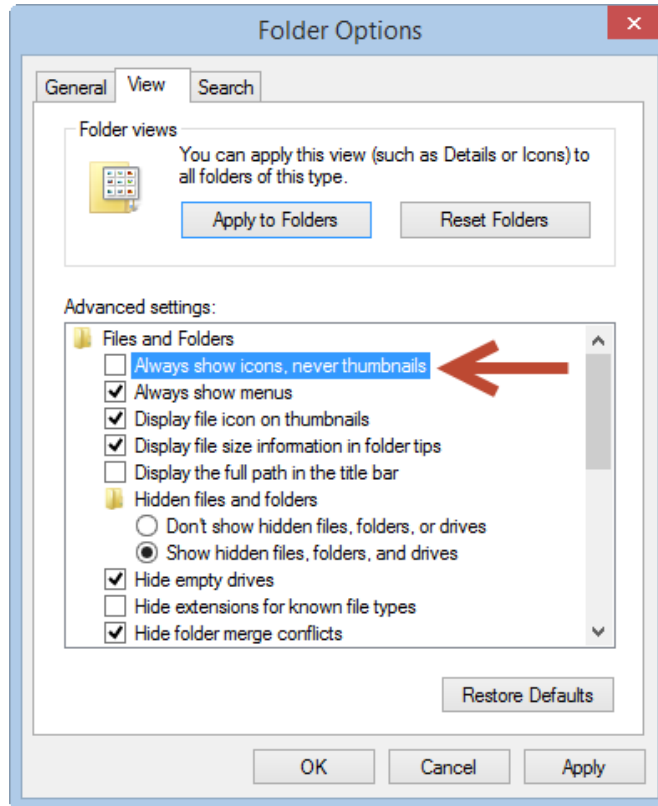 Folder Options
General View Search
Folder views
You can apply this view (such as Details or Icons) to
all folders of this type.
Apply to Folders Reset Folders
Advanced settings:
Files and Folders
Always show icons, never thumbnails
Always show menus
Display file icon on thumbnails
Display file size information in folder tips
Display the full path in the title bar
Hidden files and folders
Don't show hidden files, folders, or drives
Show hidden files, folders, and drives
Hide empty drives
Hide extensions for known file types
Hide folder merge conflicts
Restore Defaults
OK Cancel Apply